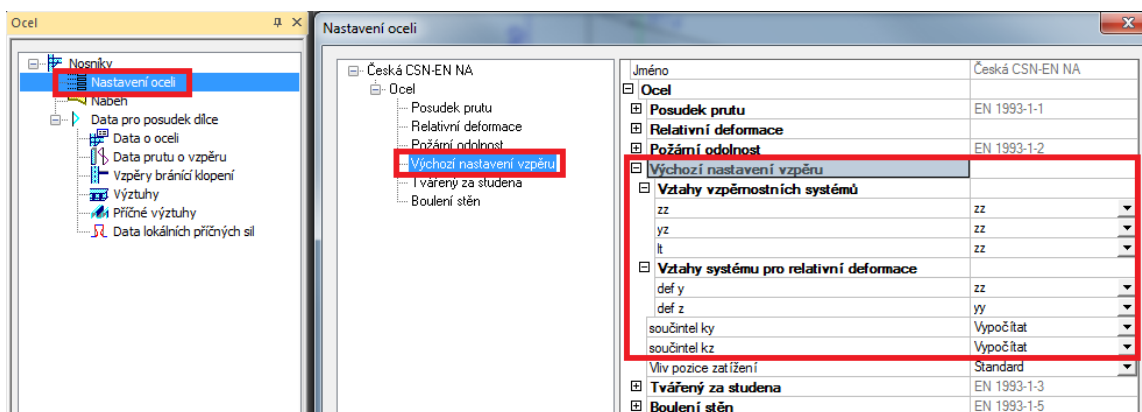 Ocel
Nosníky
Nastavení oceli
Náběh
Data pro posudek dílce
Data o oceli
Data prutu o vzpěru
Vzpěry bránící klopení
Výztuhy
Příčné výztuhy
Data lokálních příčných sil
Nastavení oceli
Česká CSN-EN NA
Ocel
Posudek prutu
Relativní deformace
Požární odolnost
Výchozí nastavení vzpěru
Tvářený za studena
Boulení stěn
Jméno Česká CSN-EN NA
Ocel
Posudek prutu EN 1993-1-1
Relativní deformace
Požární odolnost EN 1993-1-2
Výchozí nastavení vzpěru
Vztahy vzpěrnostních systémů
zz zz
yz zz
lt zz
Vztahy systému pro relativní deformace
def y zz
def z yy
součintel ky Vypočítat
součintel kz Vypočítat
Vliv pozice zatížení Standard
Tvářený za studena EN 1993-1-3
Boulení stěn EN 1993-1-5